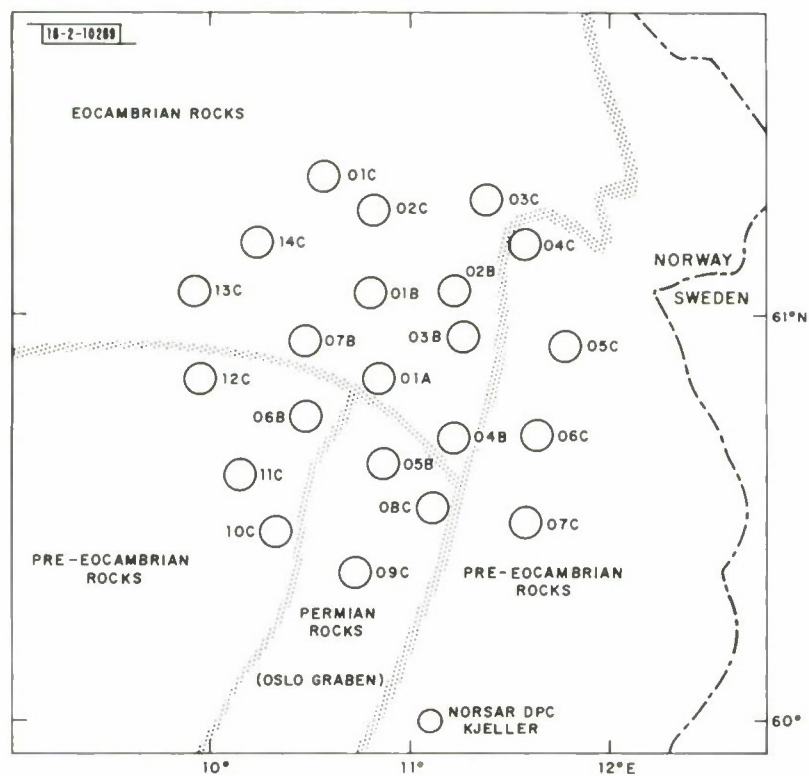 18-2-10289
EOCAMBRIAN ROCKS
01C
02C
03C
14C
04C
NORWAY
SWEDEN
13C
01B
02B
61°N
07B
03B
05C
12C
01A
06B
04B
06C
11C
05B
08C
10C
07C
PRE-EOCAMBRIAN
ROCKS
09C
PRE-EOCAMBRIAN
ROCKS
PERMIAN
ROCKS
(OSLO GRABEN)
NORSAR DPC
KJELLER
60°
10°
11°
12°E